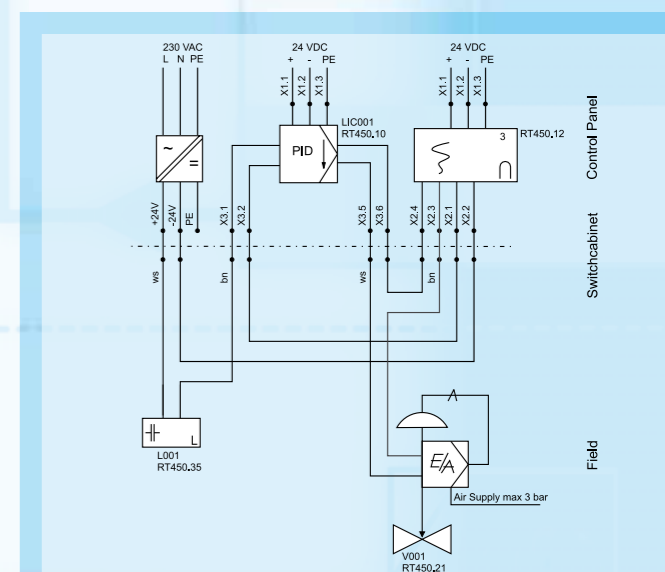 230 VAC
L N PE
24 VDC
+ - PE
X1.1 X1.2 X1.3
24 VDC
+ - PE
X1.1 X1.2 X1.3
LIC001
RT450.10
PID
3
RT450.12
Control Panel
~
=
+24V -24V PE
X3.1 X3.2
X3.5 X3.6
X2.4 X2.3 X2.1 X2.2
Switchcabinet
ws
bn
ws
bn
L
L001
RT450.35
E/A
Field
Air Supply max 3 bar
V001
RT450.21